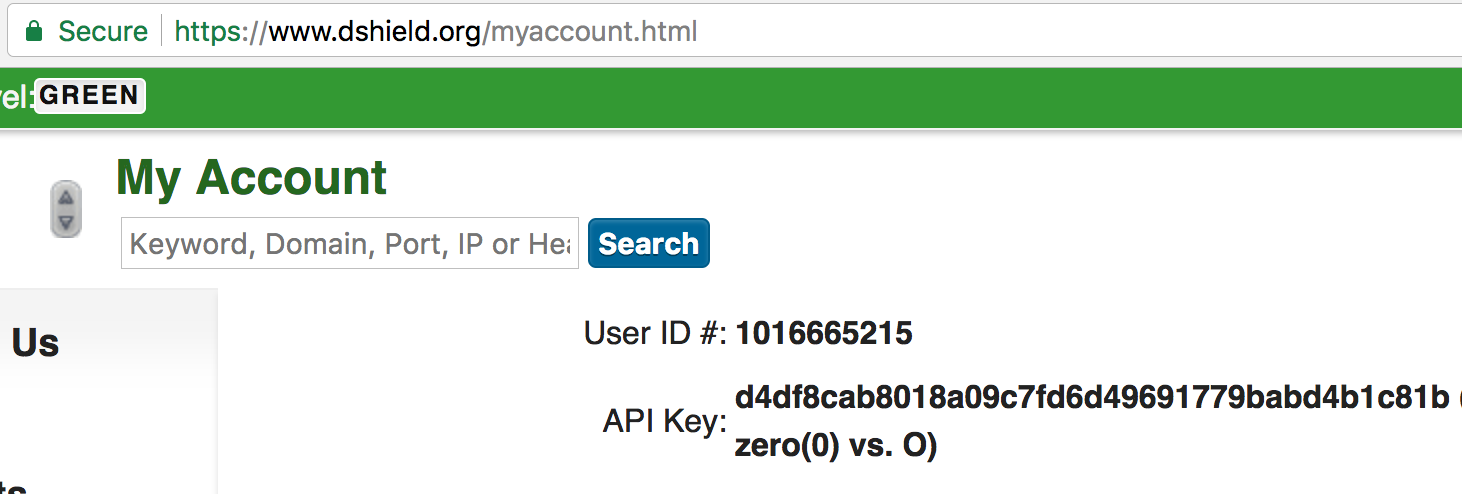 Secure https://www.dshield.org/myaccount.html
vel: GREEN
My Account
Keyword, Domain, Port, IP or Hea
Search
Us
User ID #: 1016665215
API Key: d4df8cab8018a09c7fd6d49691779babd4b1c81b (
zero(0) vs. O)
ts